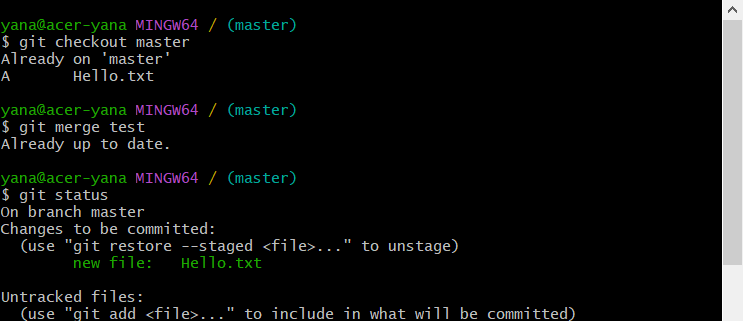 yana@acer-yana MINGW64 / (master)
$ git checkout master
Already on 'master'
A       Hello.txt
yana@acer-yana MINGW64 / (master)
$ git merge test
Already up to date.
yana@acer-yana MINGW64 / (master)
$ git status
On branch master
Changes to be committed:
  (use "git restore --staged <file>..." to unstage)
        new file:   Hello.txt
Untracked files:
  (use "git add <file>..." to include in what will be committed)